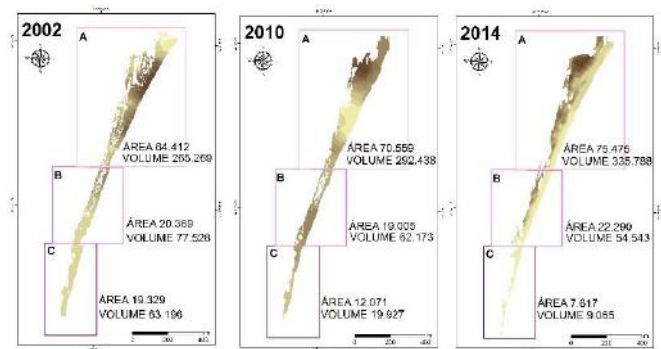 2002
A
ÁREA 64.412
VOLUME 265.269
B
ÁREA 20.369
VOLUME 77.526
C
ÁREA 19.329
VOLUME 63.196
2010
A
ÁREA 70.559
VOLUME 292.438
B
ÁREA 19.005
VOLUME 62.173
C
ÁREA 12.071
VOLUME 19.927
2014
A
ÁREA 75.475
VOLUME 335.788
B
ÁREA 22.290
VOLUME 54.543
C
ÁREA 7.617
VOLUME 9.065